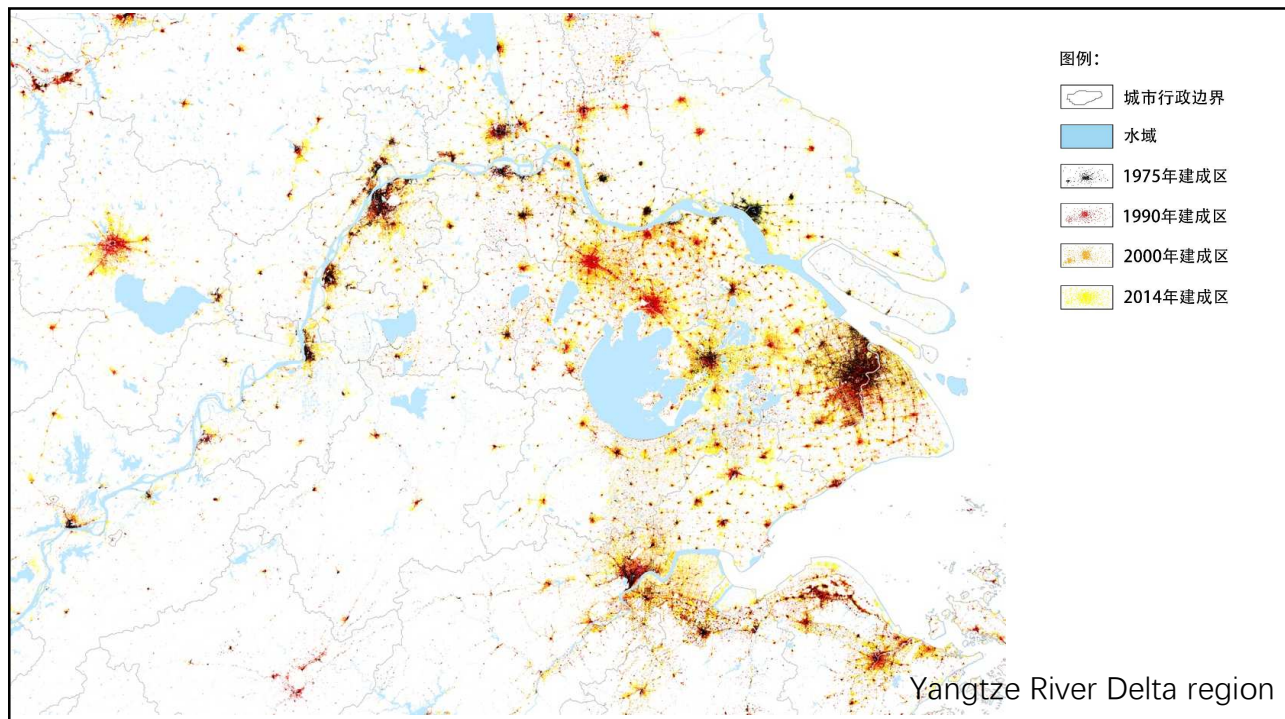 图例：
城市行政边界
水域
1975年建成区
1990年建成区
2000年建成区
2014年建成区
Yangtze River Delta region